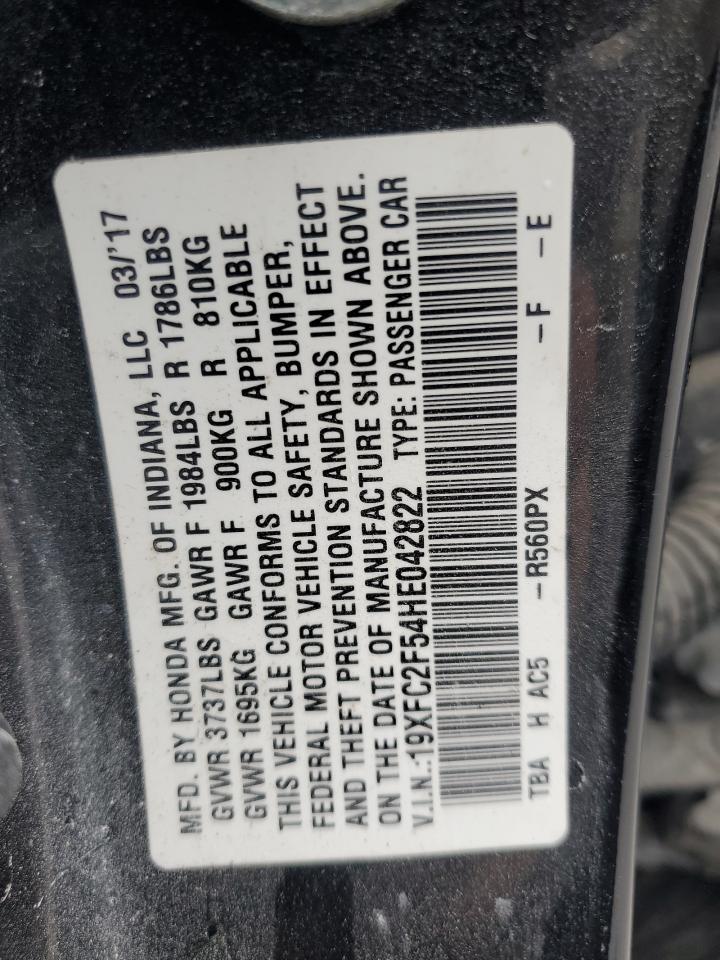 MFD. BY HONDA MFG. OF INDIANA, LLC 03/'17
GVWR 3737LBS GAWR F 1984LBS R 1786LBS
GVWR 1695KG GAWR F 900KG R 810KG
THIS VEHICLE CONFORMS TO ALL APPLICABLE
FEDERAL MOTOR VEHICLE SAFETY, BUMPER,
AND THEFT PREVENTION STANDARDS IN EFFECT
ON THE DATE OF MANUFACTURE SHOWN ABOVE.
V.I.N.:19XFC2F54HE042822 TYPE: PASSENGER CAR
TBA H AC5 –R560PX –F –E